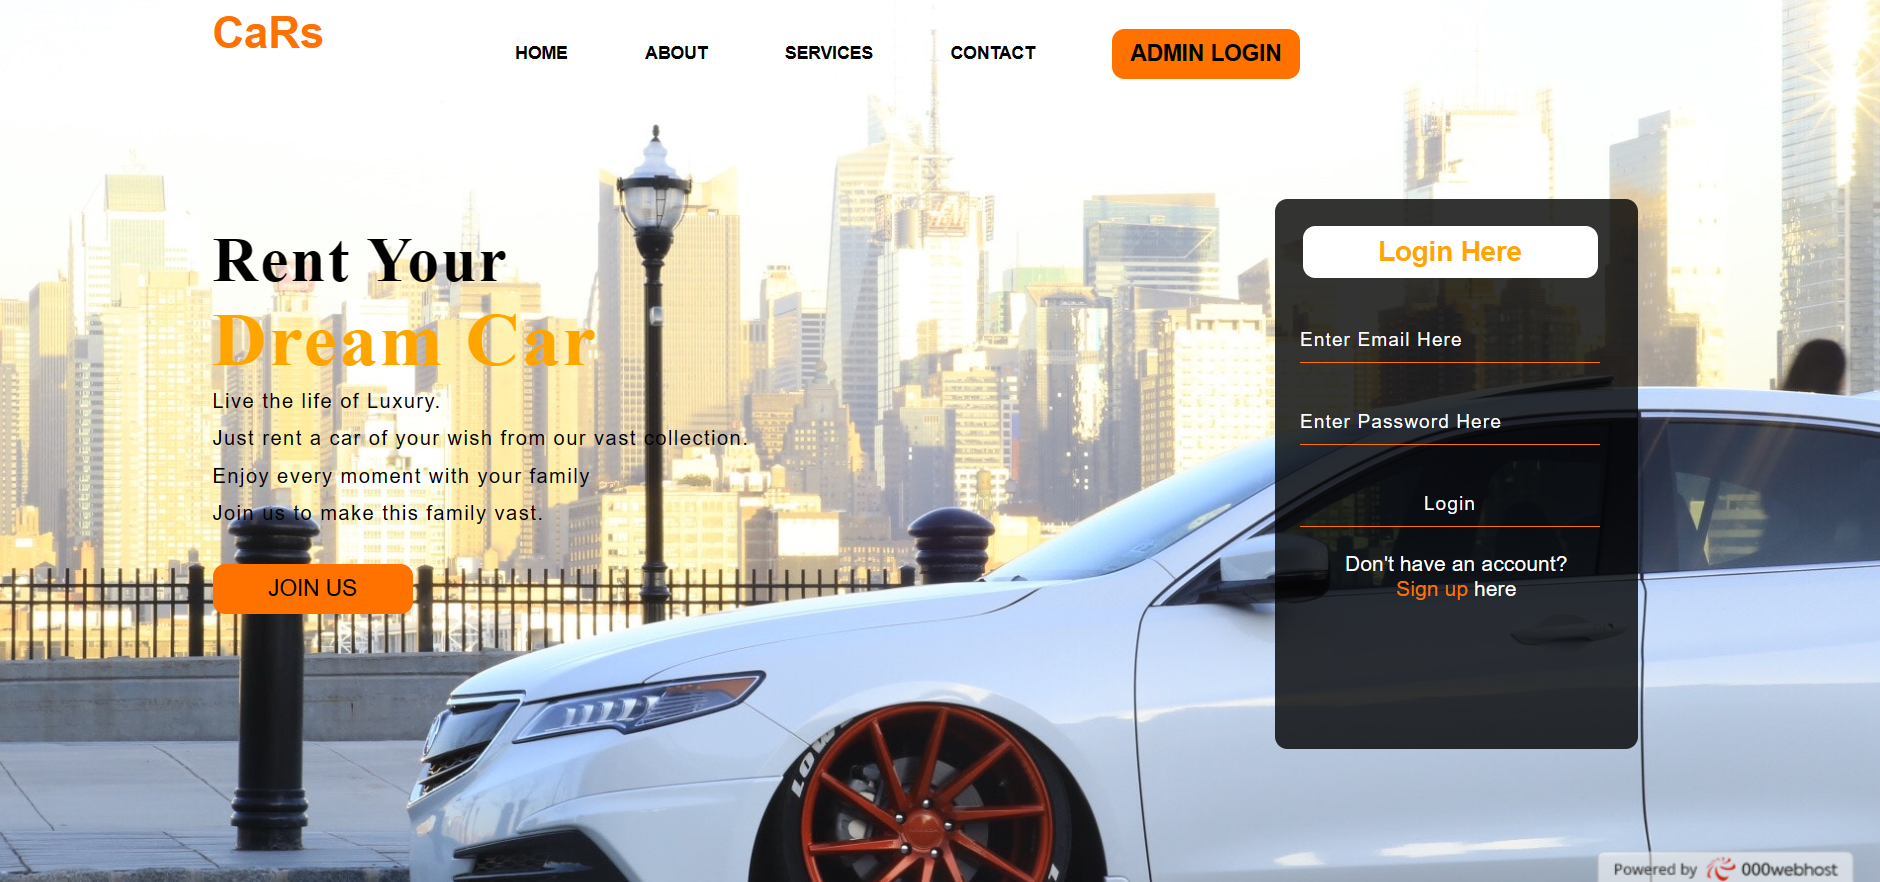 CaRs
HOME
ABOUT
SERVICES
CONTACT
ADMIN LOGIN
Rent Your
Dream Car
Live the life of Luxury.
Just rent a car of your wish from our vast collection.
Enjoy every moment with your family
Join us to make this family vast.
JOIN US
Login Here
Enter Email Here
Enter Password Here
Login
Don't have an account?
Sign up here
H&M
LOW
Powered by 000webhost